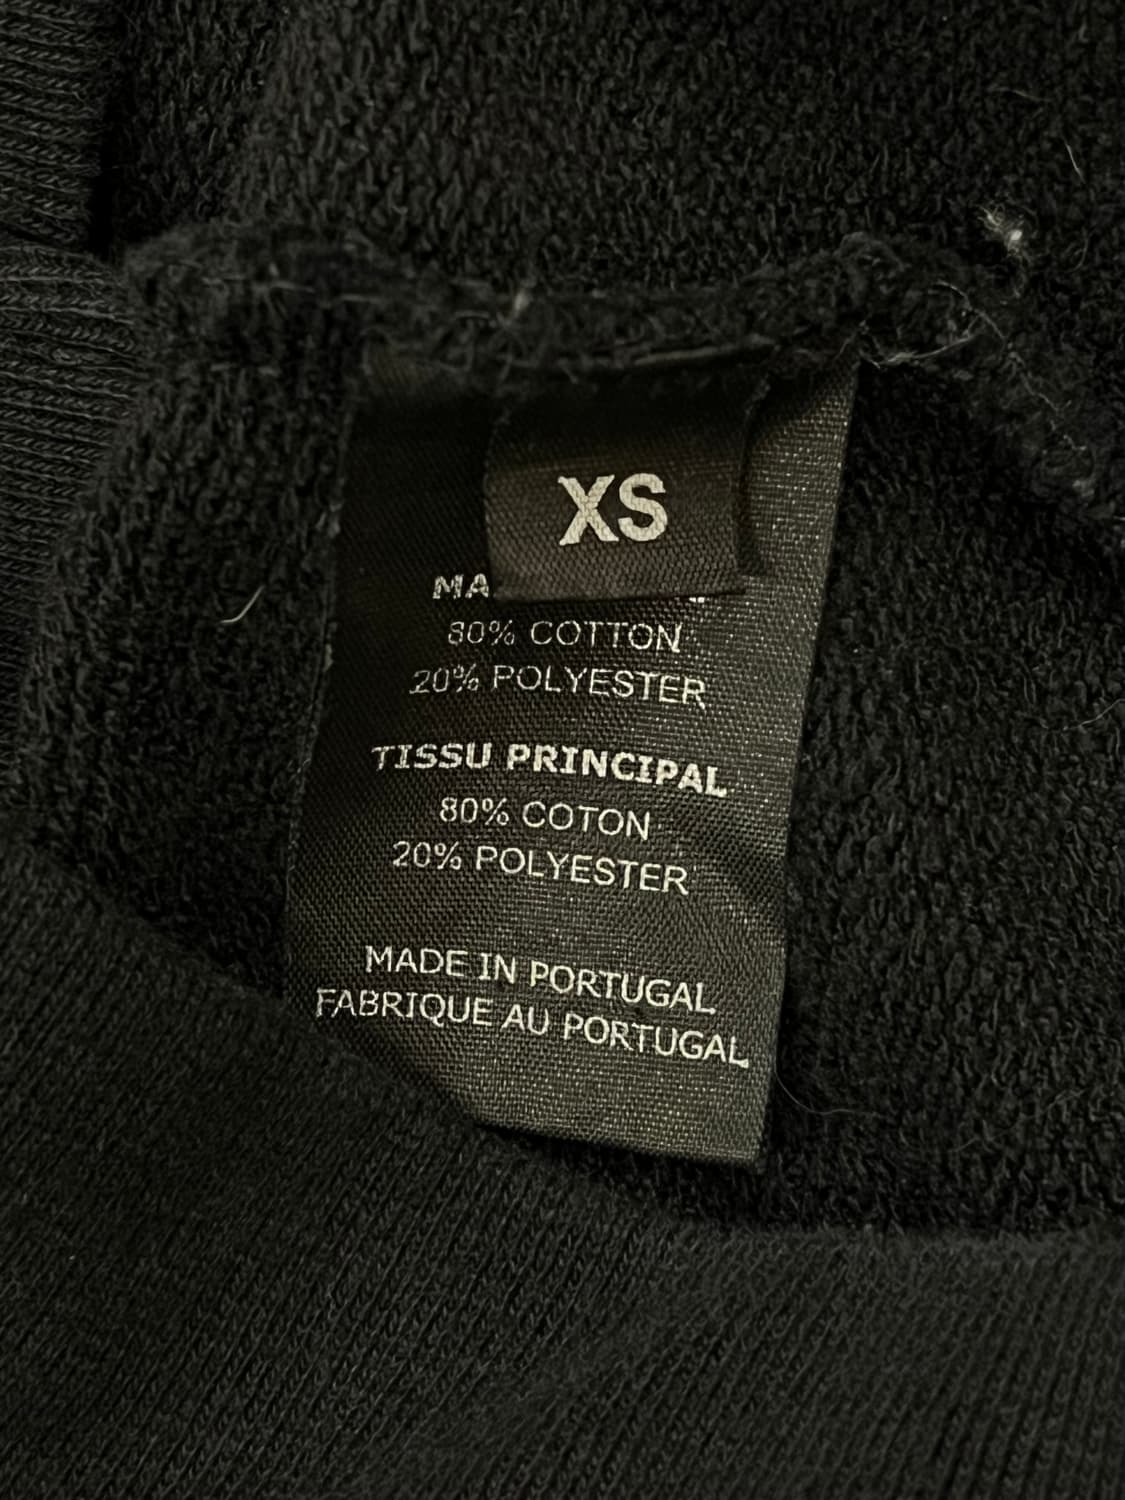 XS
80% COTTON
20% POLYESTER
TISSU PRINCIPAL
80% COTON
20% POLYESTER
MADE IN PORTUGAL
FABRIQUE AU PORTUGAL